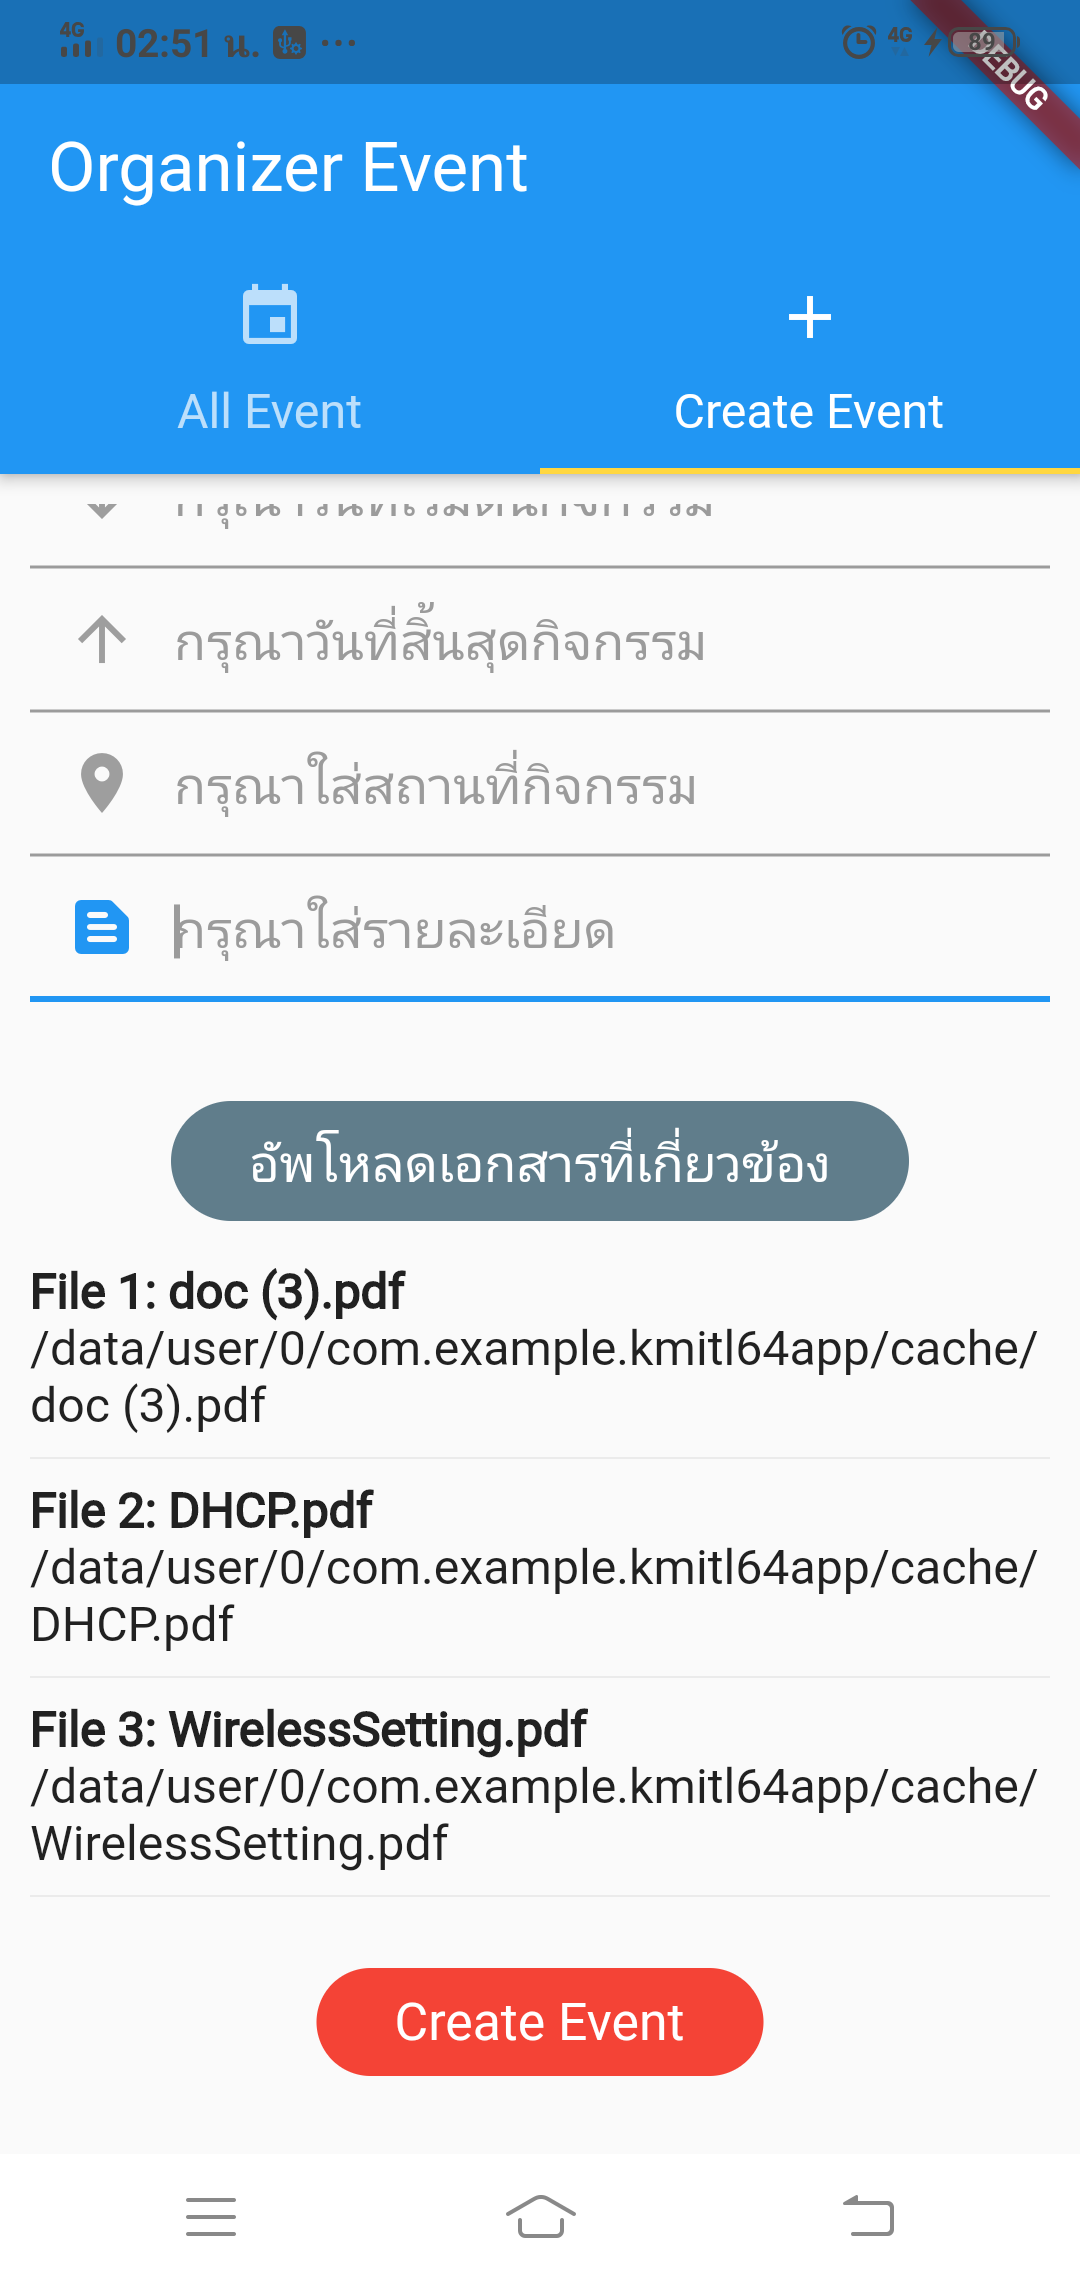 4G 02:51 น. ... 4G 89
DEBUG
Organizer Event
All Event
Create Event
กรุณาวันที่สิ้นสุดกิจกรรม
กรุณาใส่สถานที่กิจกรรม
กรุณาใส่รายละเอียด
อัพโหลดเอกสารที่เกี่ยวข้อง
File 1: doc (3).pdf
/data/user/0/com.example.kmitl64app/cache/
doc (3).pdf
File 2: DHCP.pdf
/data/user/0/com.example.kmitl64app/cache/
DHCP.pdf
File 3: WirelessSetting.pdf
/data/user/0/com.example.kmitl64app/cache/
WirelessSetting.pdf
Create Event